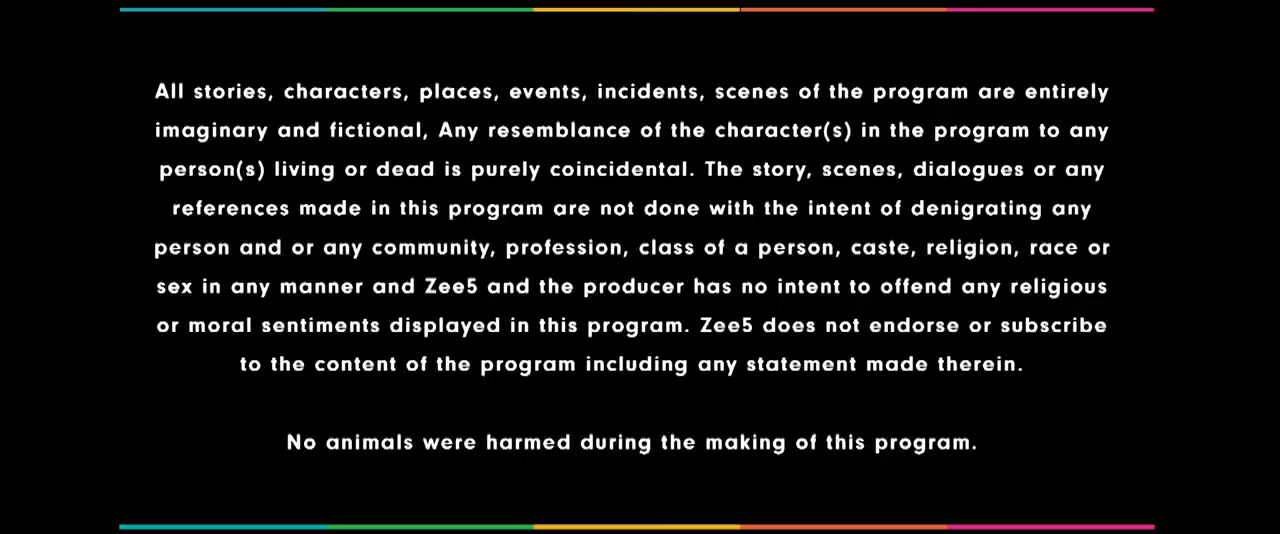 All stories, characters, places, events, incidents, scenes of the program are entirely
imaginary and fictional, Any resemblance of the character(s) in the program to any
person(s) living or dead is purely coincidental. The story, scenes, dialogues or any
references made in this program are not done with the intent of denigrating any
person and or any community, profession, class of a person, caste, religion, race or
sex in any manner and Zee5 and the producer has no intent to offend any religious
or moral sentiments displayed in this program. Zee5 does not endorse or subscribe
to the content of the program including any statement made therein.
No animals were harmed during the making of this program.